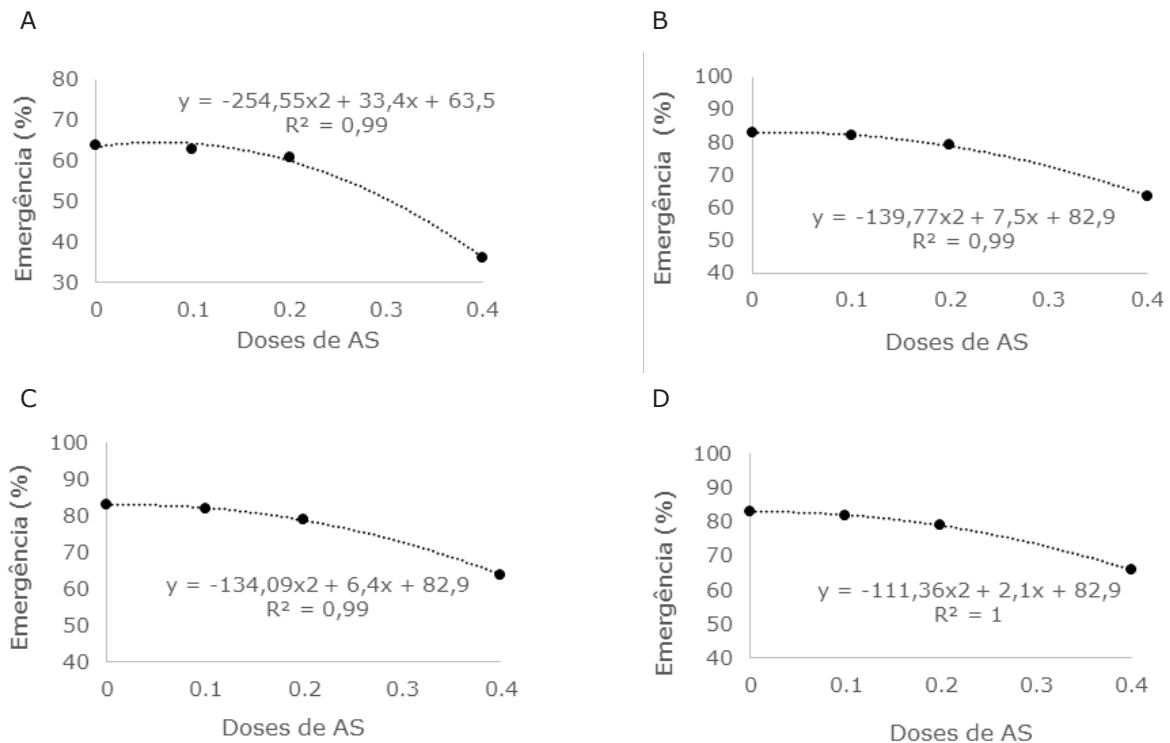 A
80
70
60
50
40
30
Emergência (%)
y = -254,55x2 + 33,4x + 63,5
R² = 0,99
0 0.1 0.2 0.3 0.4
Doses de AS
B
100
90
80
70
60
50
40
Emergência (%)
y = -139,77x2 + 7,5x + 82,9
R² = 0,99
0 0.1 0.2 0.3 0.4
Doses de AS
C
100
90
80
70
60
50
40
Emergência (%)
y = -134,09x2 + 6,4x + 82,9
R² = 0,99
0 0.1 0.2 0.3 0.4
Doses de AS
D
100
90
80
70
60
50
40
Emergência (%)
y = -111,36x2 + 2,1x + 82,9
R² = 1
0 0.1 0.2 0.3 0.4
Doses de AS